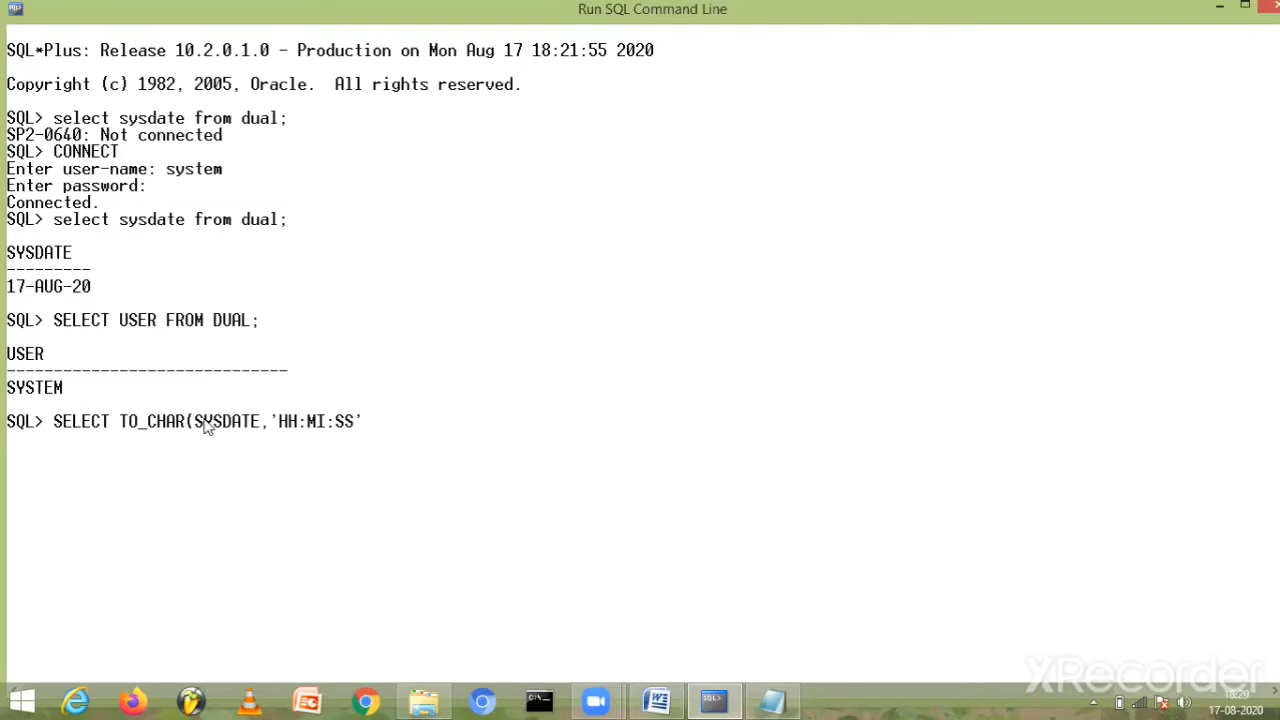 Run SQL Command Line
SQL*Plus: Release 10.2.0.1.0 - Production on Mon Aug 17 18:21:55 2020
Copyright (c) 1982, 2005, Oracle.  All rights reserved.
SQL> select sysdate from dual;
SP2-0640: Not connected
SQL> CONNECT
Enter user-name: system
Enter password:
Connected.
SQL> select sysdate from dual;
SYSDATE
---------
17-AUG-20
SQL> SELECT USER FROM DUAL;
USER
------------------------------
SYSTEM
SQL> SELECT TO_CHAR(SYSDATE,'HH:MI:SS'
XRecorder
18:29
17-08-2020